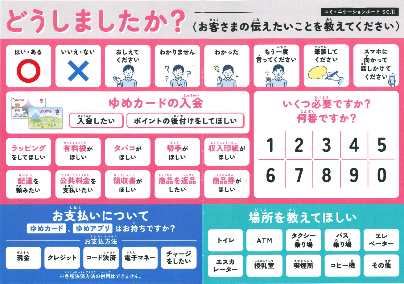 どうしましたか？
（お客さまの伝えたいことを教えてください）
はい・ある
いいえ・ない
おしえて
ください
わかりません
わかった
もう一度
言ってください
筆談して
ください
スマホに
向かって
話しかけて
ください
ゆめカードの入会
入会したい
ポイントの後付けをしてほしい
いくつ必要ですか？
何番ですか？
1 2 3 4 5
6 7 8 9 0
ラッピング
をしてほしい
有料袋が
ほしい
タバコが
ほしい
切手が
ほしい
収入印紙が
ほしい
配達を
頼みたい
公共料金を
支払いたい
領収書が
ほしい
商品を返品
したい
商品券が
ほしい
お支払いについて
ゆめカード、ゆめアプリ はお持ちですか？
お支払方法
現金
クレジット
コード決済
電子マネー
チャージ
をしたい
場所を教えてほしい
トイレ
ATM
タクシー
乗り場
バス
乗り場
エレ
ベーター
エスカ
レーター
授乳室
喫煙所
コピー機
その他